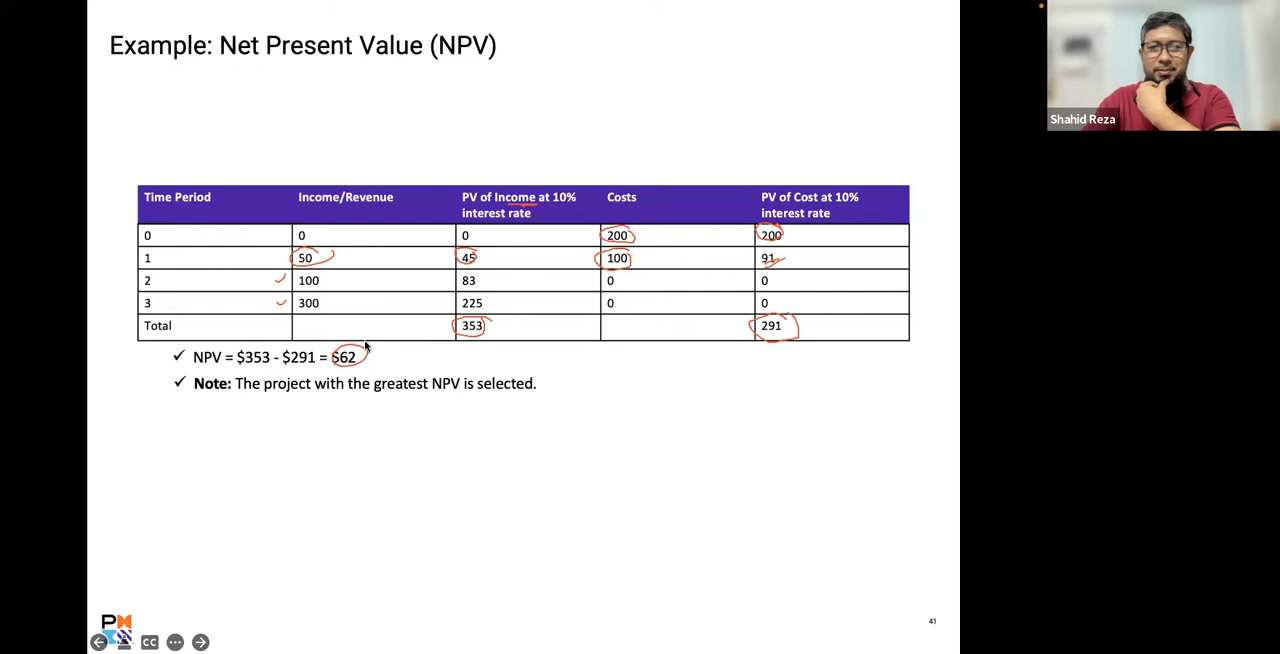 Example: Net Present Value (NPV)
Shahid Reza
Time Period Income/Revenue PV of Income at 10% interest rate Costs PV of Cost at 10% interest rate
0 0 0 200 200
1 50 45 100 91
2 100 83 0 0
3 300 225 0 0
Total 353 291
✓ NPV = $353 - $291 = $62
✓ Note: The project with the greatest NPV is selected.
41
CC